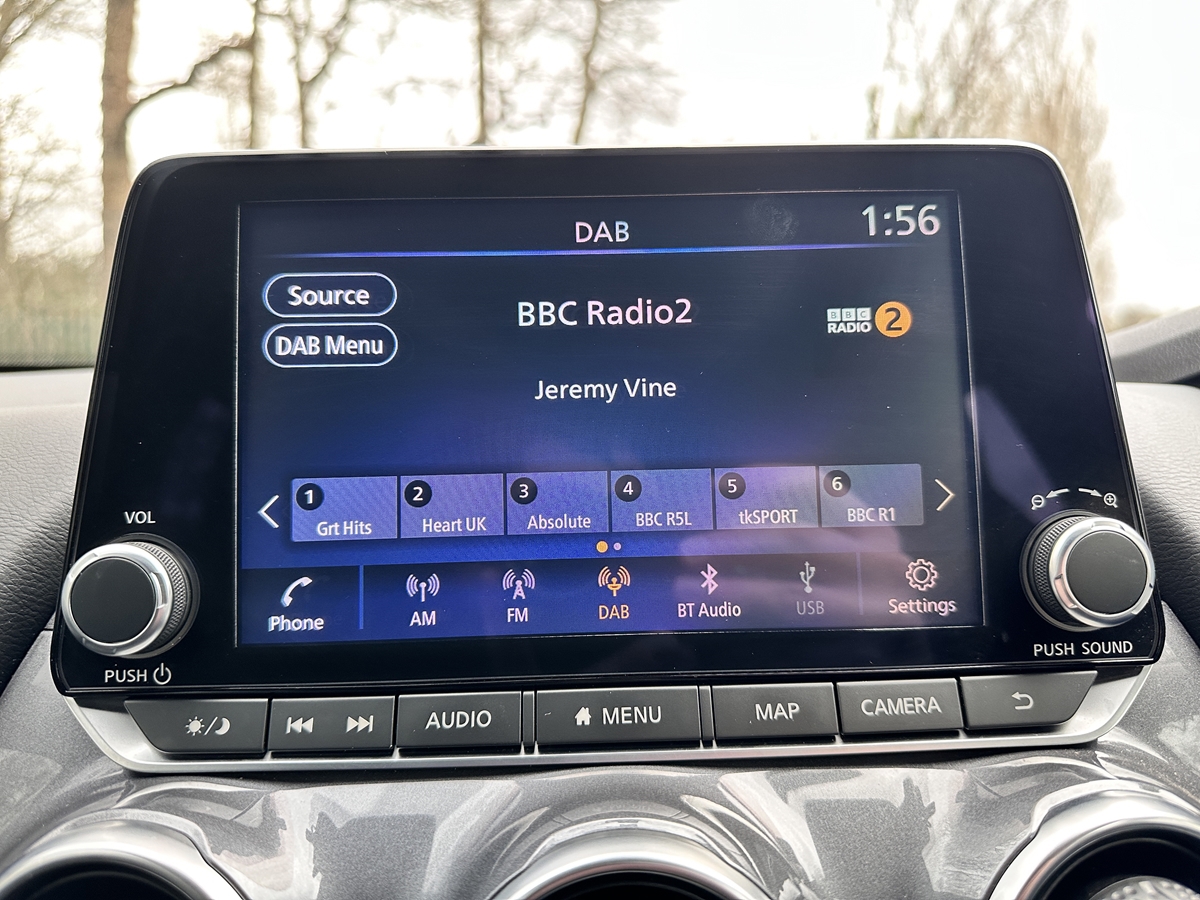 DAB
1:56
Source
DAB Menu
BBC Radio2
BBC
RADIO 2
Jeremy Vine
1
Grt Hits
2
Heart UK
3
Absolute
4
BBC R5L
5
tkSPORT
6
BBC R1
Phone
AM
FM
DAB
BT Audio
USB
Settings
VOL
PUSH
PUSH SOUND
AUDIO
MENU
MAP
CAMERA